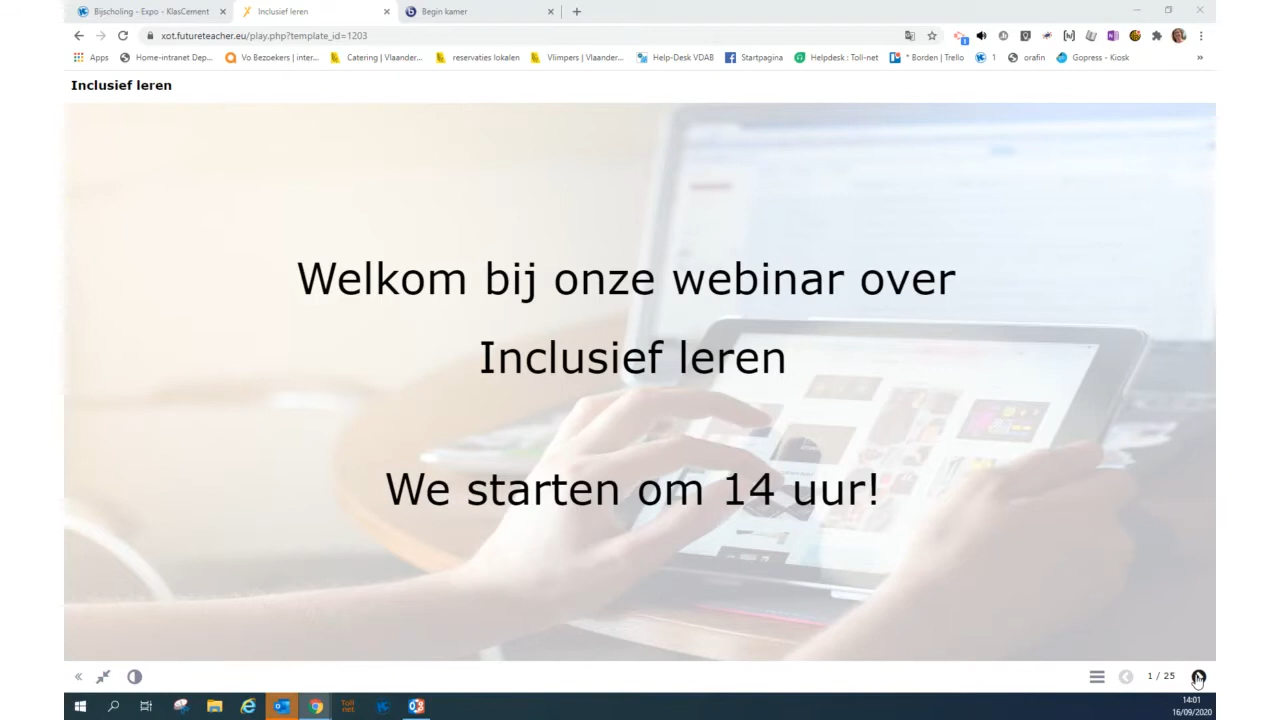 Bijscholing - Expo - KlasCement
Inclusief leren
Begin kamer
xot.futureteacher.eu/play.php?template_id=1203
Apps
Home-intranet Dep...
Vo Bezoekers | inter...
Catering | Vlaander...
reservaties lokalen
Vlimpers | Vlaander...
Help-Desk VDAB
Startpagina
Helpdesk : Toll-net
* Borden | Trello
1
orafin
Gopress - Kiosk
»
Inclusief leren
Welkom bij onze webinar over
Inclusief leren
We starten om 14 uur!
«
1 / 25
Toll
net
14:01
16/09/2020